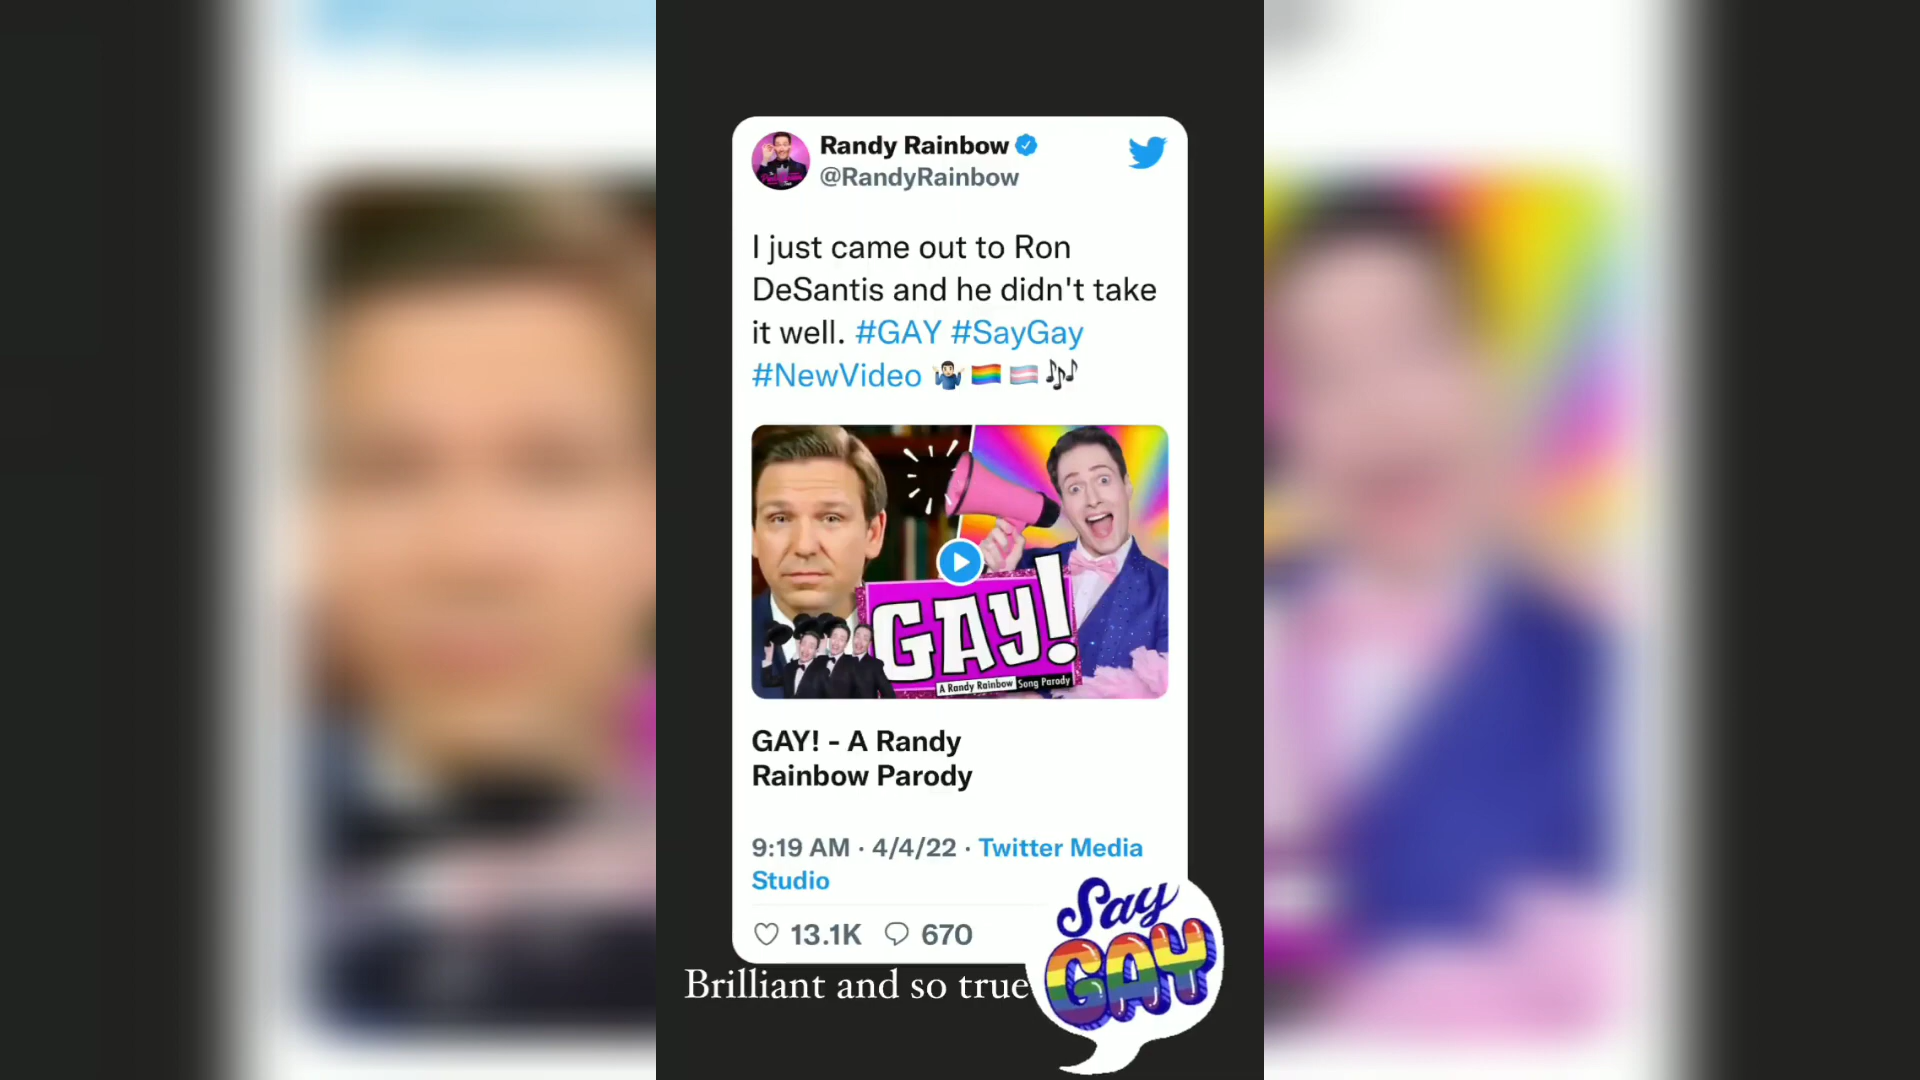 Randy Rainbow
@RandyRainbow
I just came out to Ron
DeSantis and he didn't take
it well. #GAY #SayGay
#NewVideo 🤷🏻‍♂️🏳️‍🌈🏳️‍⚧️🎶
GAY!
A Randy Rainbow Song Parody
GAY! - A Randy
Rainbow Parody
9:19 AM · 4/4/22 · Twitter Media
Studio
13.1K 670
Brilliant and so true
Say
GAY